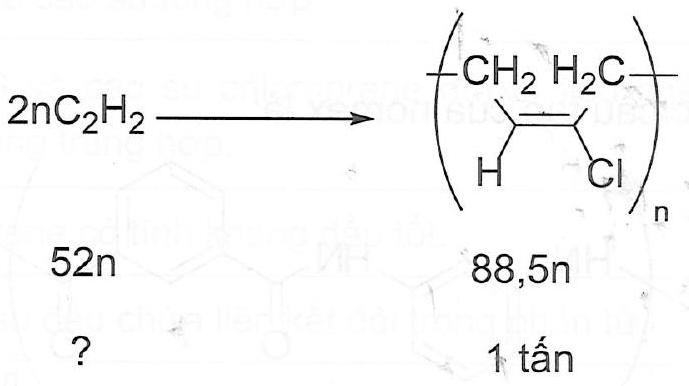 2nC₂H₂ ⟶ (CH₂ H₂C
H Cl)n
52n 88,5n
? 1 tấn